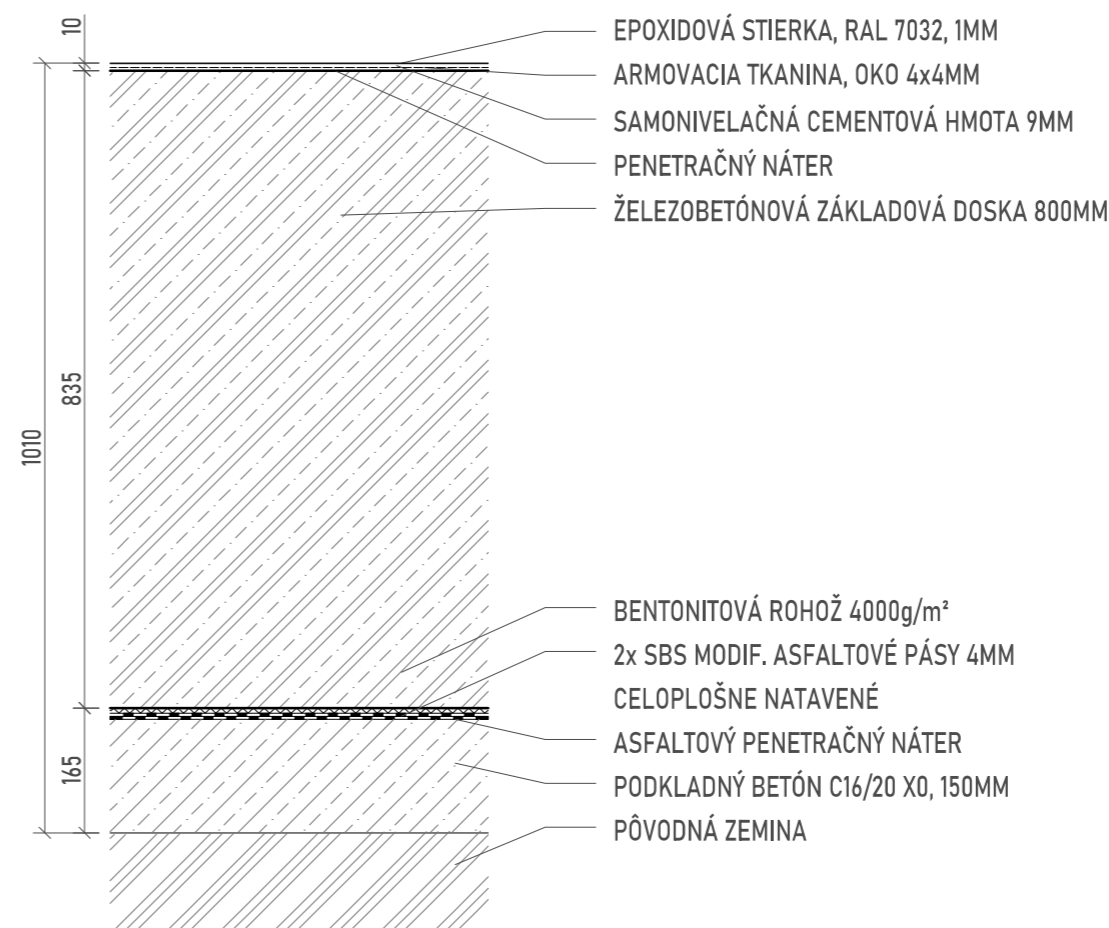 10
EPOXIDOVÁ STIERKA, RAL 7032, 1MM
ARMOVACIA TKANINA, OKO 4x4MM
SAMONIVELAČNÁ CEMENTOVÁ HMOTA 9MM
PENETRAČNÝ NÁTER
ŽELEZOBETÓNOVÁ ZÁKLADOVÁ DOSKA 800MM
835
1010
BENTONITOVÁ ROHOŽ 4000g/m²
2x SBS MODIF. ASFALTOVÉ PÁSY 4MM
CELOPLOŠNE NATAVENÉ
ASFALTOVÝ PENETRAČNÝ NÁTER
165
PODKLADNÝ BETÓN C16/20 X0, 150MM
PÔVODNÁ ZEMINA